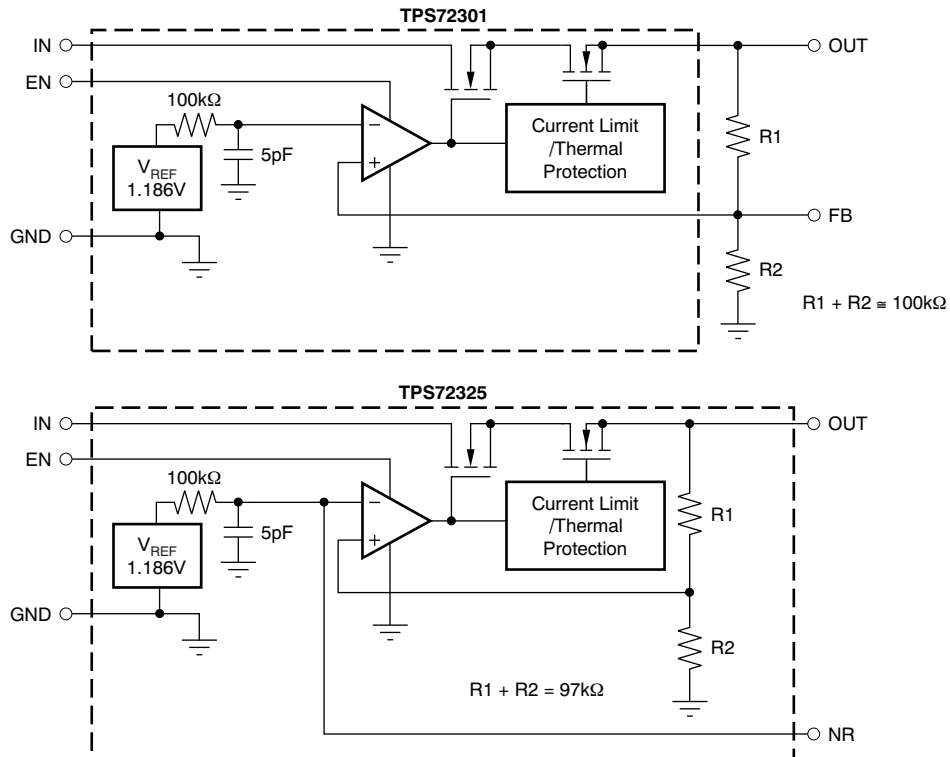 TPS72301
IN
OUT
EN
100kΩ
−
5pF
+
Current Limit
/Thermal
Protection
R1
VREF
1.186V
FB
GND
R2
R1 + R2 ≅ 100kΩ
TPS72325
IN
OUT
EN
100kΩ
−
5pF
+
Current Limit
/Thermal
Protection
R1
VREF
1.186V
GND
R2
R1 + R2 = 97kΩ
NR